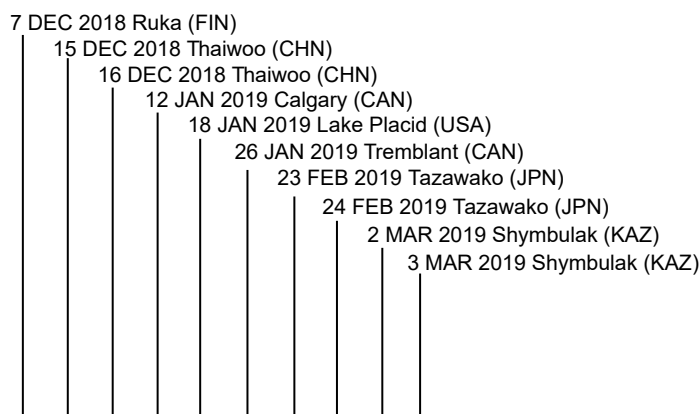 7 DEC 2018 Ruka (FIN)
15 DEC 2018 Thaiwoo (CHN)
16 DEC 2018 Thaiwoo (CHN)
12 JAN 2019 Calgary (CAN)
18 JAN 2019 Lake Placid (USA)
26 JAN 2019 Tremblant (CAN)
23 FEB 2019 Tazawako (JPN)
24 FEB 2019 Tazawako (JPN)
2 MAR 2019 Shymbulak (KAZ)
3 MAR 2019 Shymbulak (KAZ)